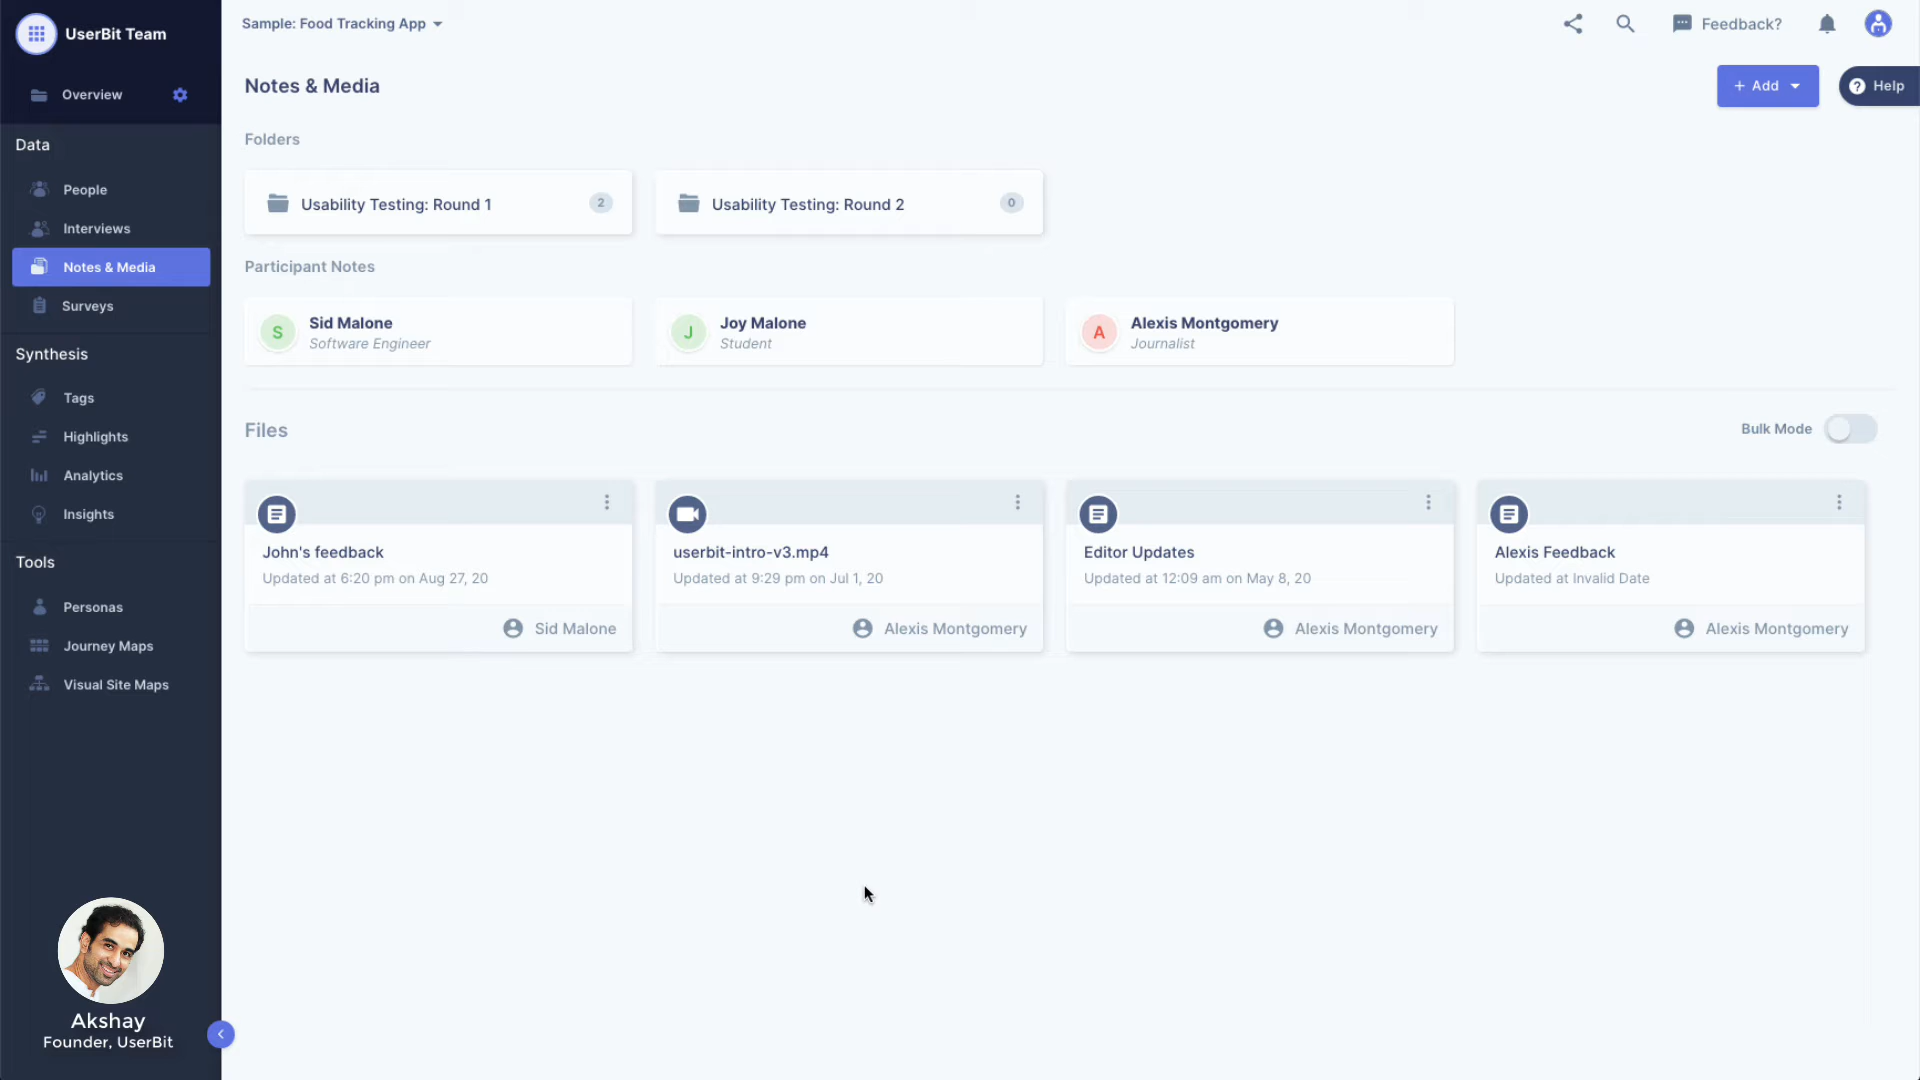 UserBit Team
Sample: Food Tracking App
Feedback?
Overview
Notes & Media
+ Add
Help
Data
People
Interviews
Notes & Media
Surveys
Synthesis
Tags
Highlights
Analytics
Insights
Tools
Personas
Journey Maps
Visual Site Maps
Akshay
Founder, UserBit
Folders
Usability Testing: Round 1
2
Usability Testing: Round 2
0
Participant Notes
S
Sid Malone
Software Engineer
J
Joy Malone
Student
A
Alexis Montgomery
Journalist
Files
Bulk Mode
John's feedback
Updated at 6:20 pm on Aug 27, 20
Sid Malone
userbit-intro-v3.mp4
Updated at 9:29 pm on Jul 1, 20
Alexis Montgomery
Editor Updates
Updated at 12:09 am on May 8, 20
Alexis Montgomery
Alexis Feedback
Updated at Invalid Date
Alexis Montgomery